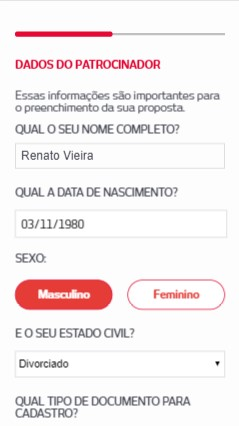 DADOS DO PATROCINADOR
Essas informações são importantes para
o preenchimento da sua proposta.
QUAL O SEU NOME COMPLETO?
Renato Vieira
QUAL A DATA DE NASCIMENTO?
03/11/1980
SEXO:
Masculino Feminino
E O SEU ESTADO CIVIL?
Divorciado
QUAL TIPO DE DOCUMENTO PARA
CADASTRO?